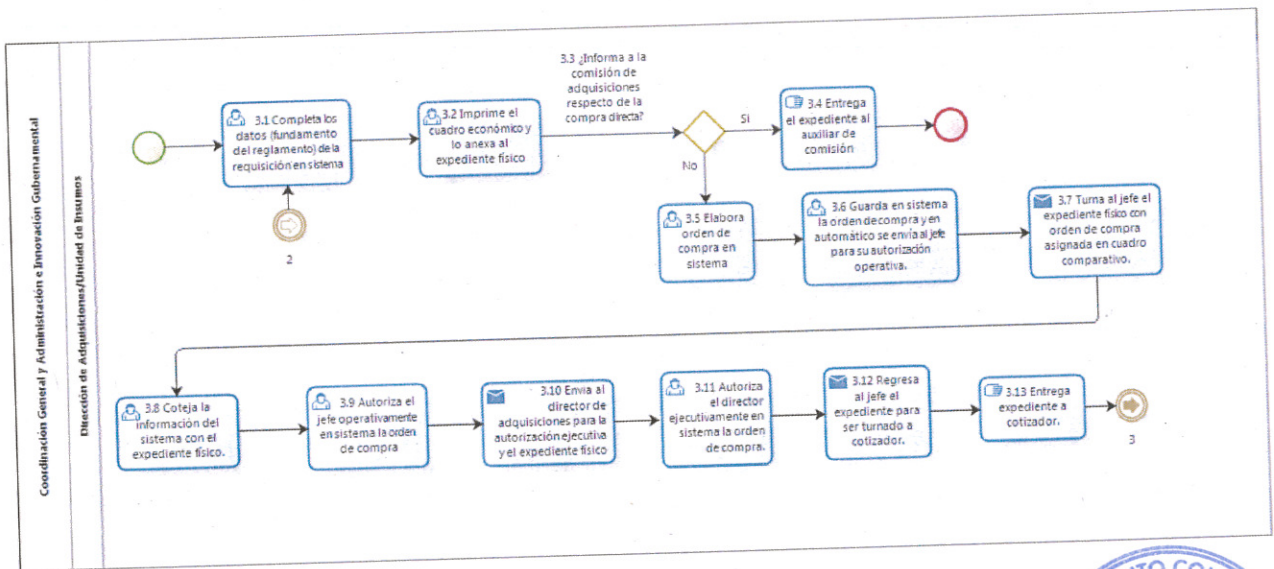 Coordinación General y Administración e Innovación Gubernamental
Dirección de Adquisiciones/Unidad de Insumos
3.1 Completa los
datos (fundamento
del reglamento) de la
requisición en sistema
2
3.2 Imprime el
cuadro económico y
lo anexa al
expediente físico
3.3 ¿Informa a la
comisión de
adquisiciones
respecto de la
compra directa?
Si
No
3.4 Entrega
el expediente al
auxiliar de
comisión
3.5 Elabora
orden de
compra en
sistema
3.6 Guarda en sistema
la orden de compra y en
automático se envía al jefe
para su autorización
operativa.
3.7 Turna al jefe el
expediente físico con
orden de compra
asignada en cuadro
comparativo.
3.8 Coteja la
información del
sistema con el
expediente físico.
3.9 Autoriza el
jefe operativamente
en sistema la orden
de compra
3.10 Envia al
director de
adquisiciones para la
autorización ejecutiva
y el expediente físico
3.11 Autoriza
el director
ejecutivamente en
sistema la orden
de compra.
3.12 Regresa
al jefe el
expediente para
ser turnado a
cotizador.
3.13 Entrega
expediente a
cotizador.
3